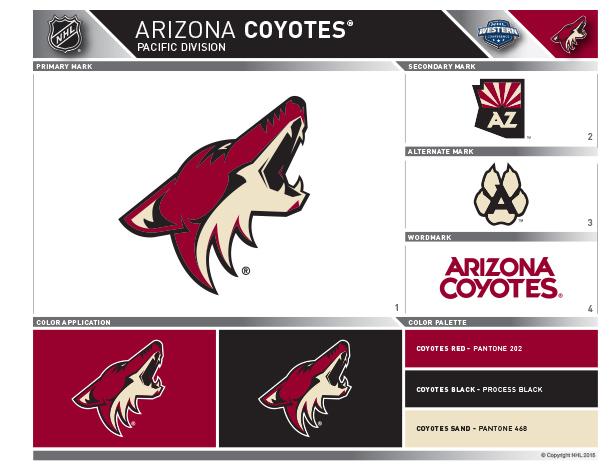 NHL
ARIZONA COYOTES®
PACIFIC DIVISION
NHL
WESTERN
CONFERENCE
PRIMARY MARK
SECONDARY MARK
AZ
TM
2
ALTERNATE MARK
A
TM
3
WORDMARK
ARIZONA
COYOTES®
4
®
1
COLOR APPLICATION
COLOR PALETTE
®
®
COYOTES RED - PANTONE 202
COYOTES BLACK - PROCESS BLACK
COYOTES SAND - PANTONE 468
© Copyright NHL 2015